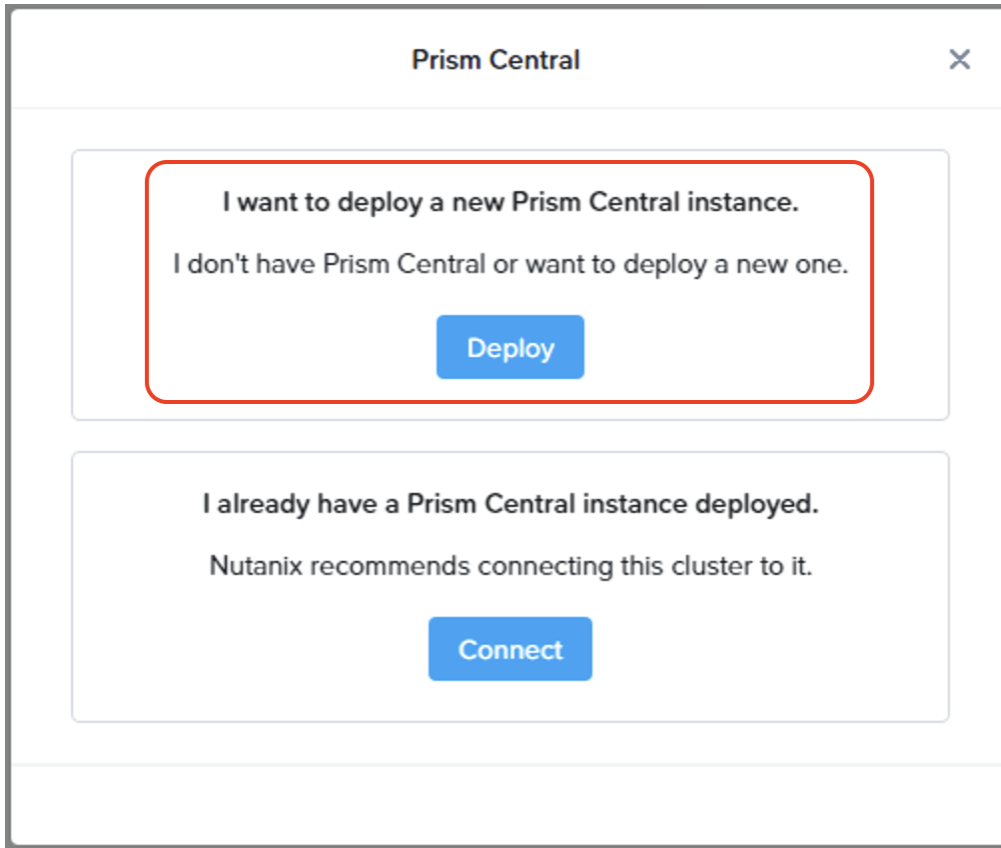 Prism Central
I want to deploy a new Prism Central instance.
I don't have Prism Central or want to deploy a new one.
Deploy
I already have a Prism Central instance deployed.
Nutanix recommends connecting this cluster to it.
Connect